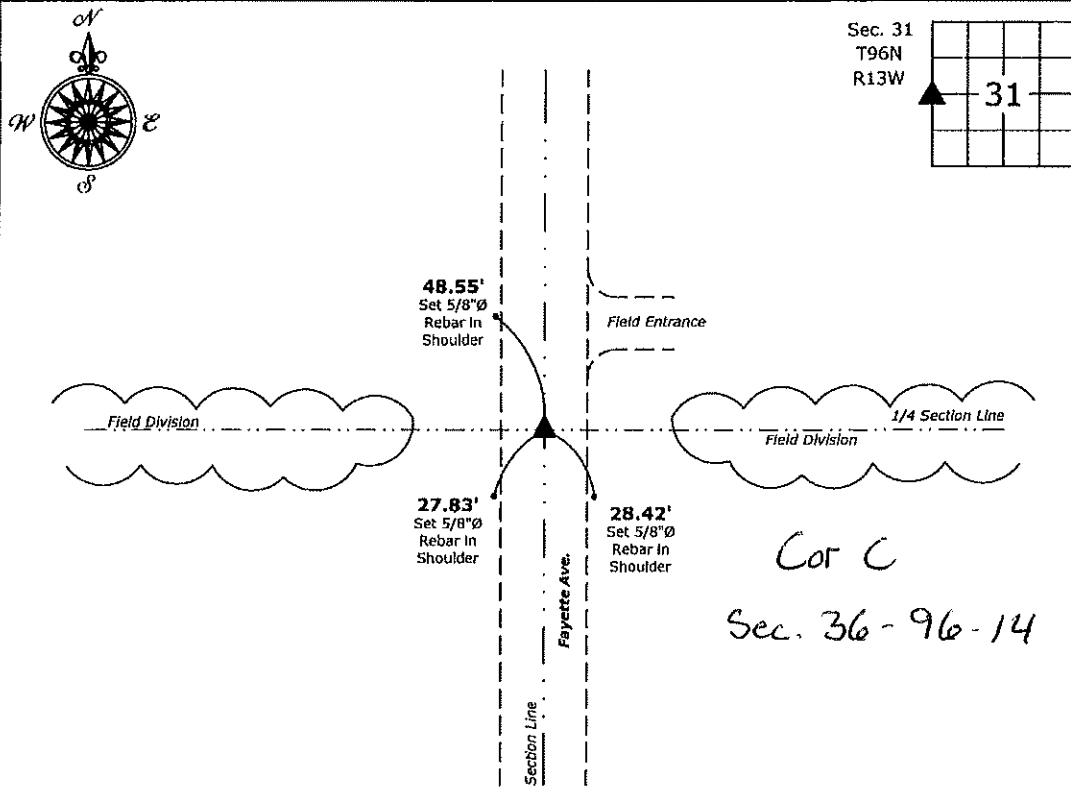 N
W
E
S
Sec. 31
T96N
R13W
31
48.55'
Set 5/8"Ø
Rebar In
Shoulder
Field Entrance
Field Division
1/4 Section Line
Field Division
27.83'
Set 5/8"Ø
Rebar In
Shoulder
28.42'
Set 5/8"Ø
Rebar In
Shoulder
Fayette Ave.
Section Line
Cor C
Sec. 36-96-14